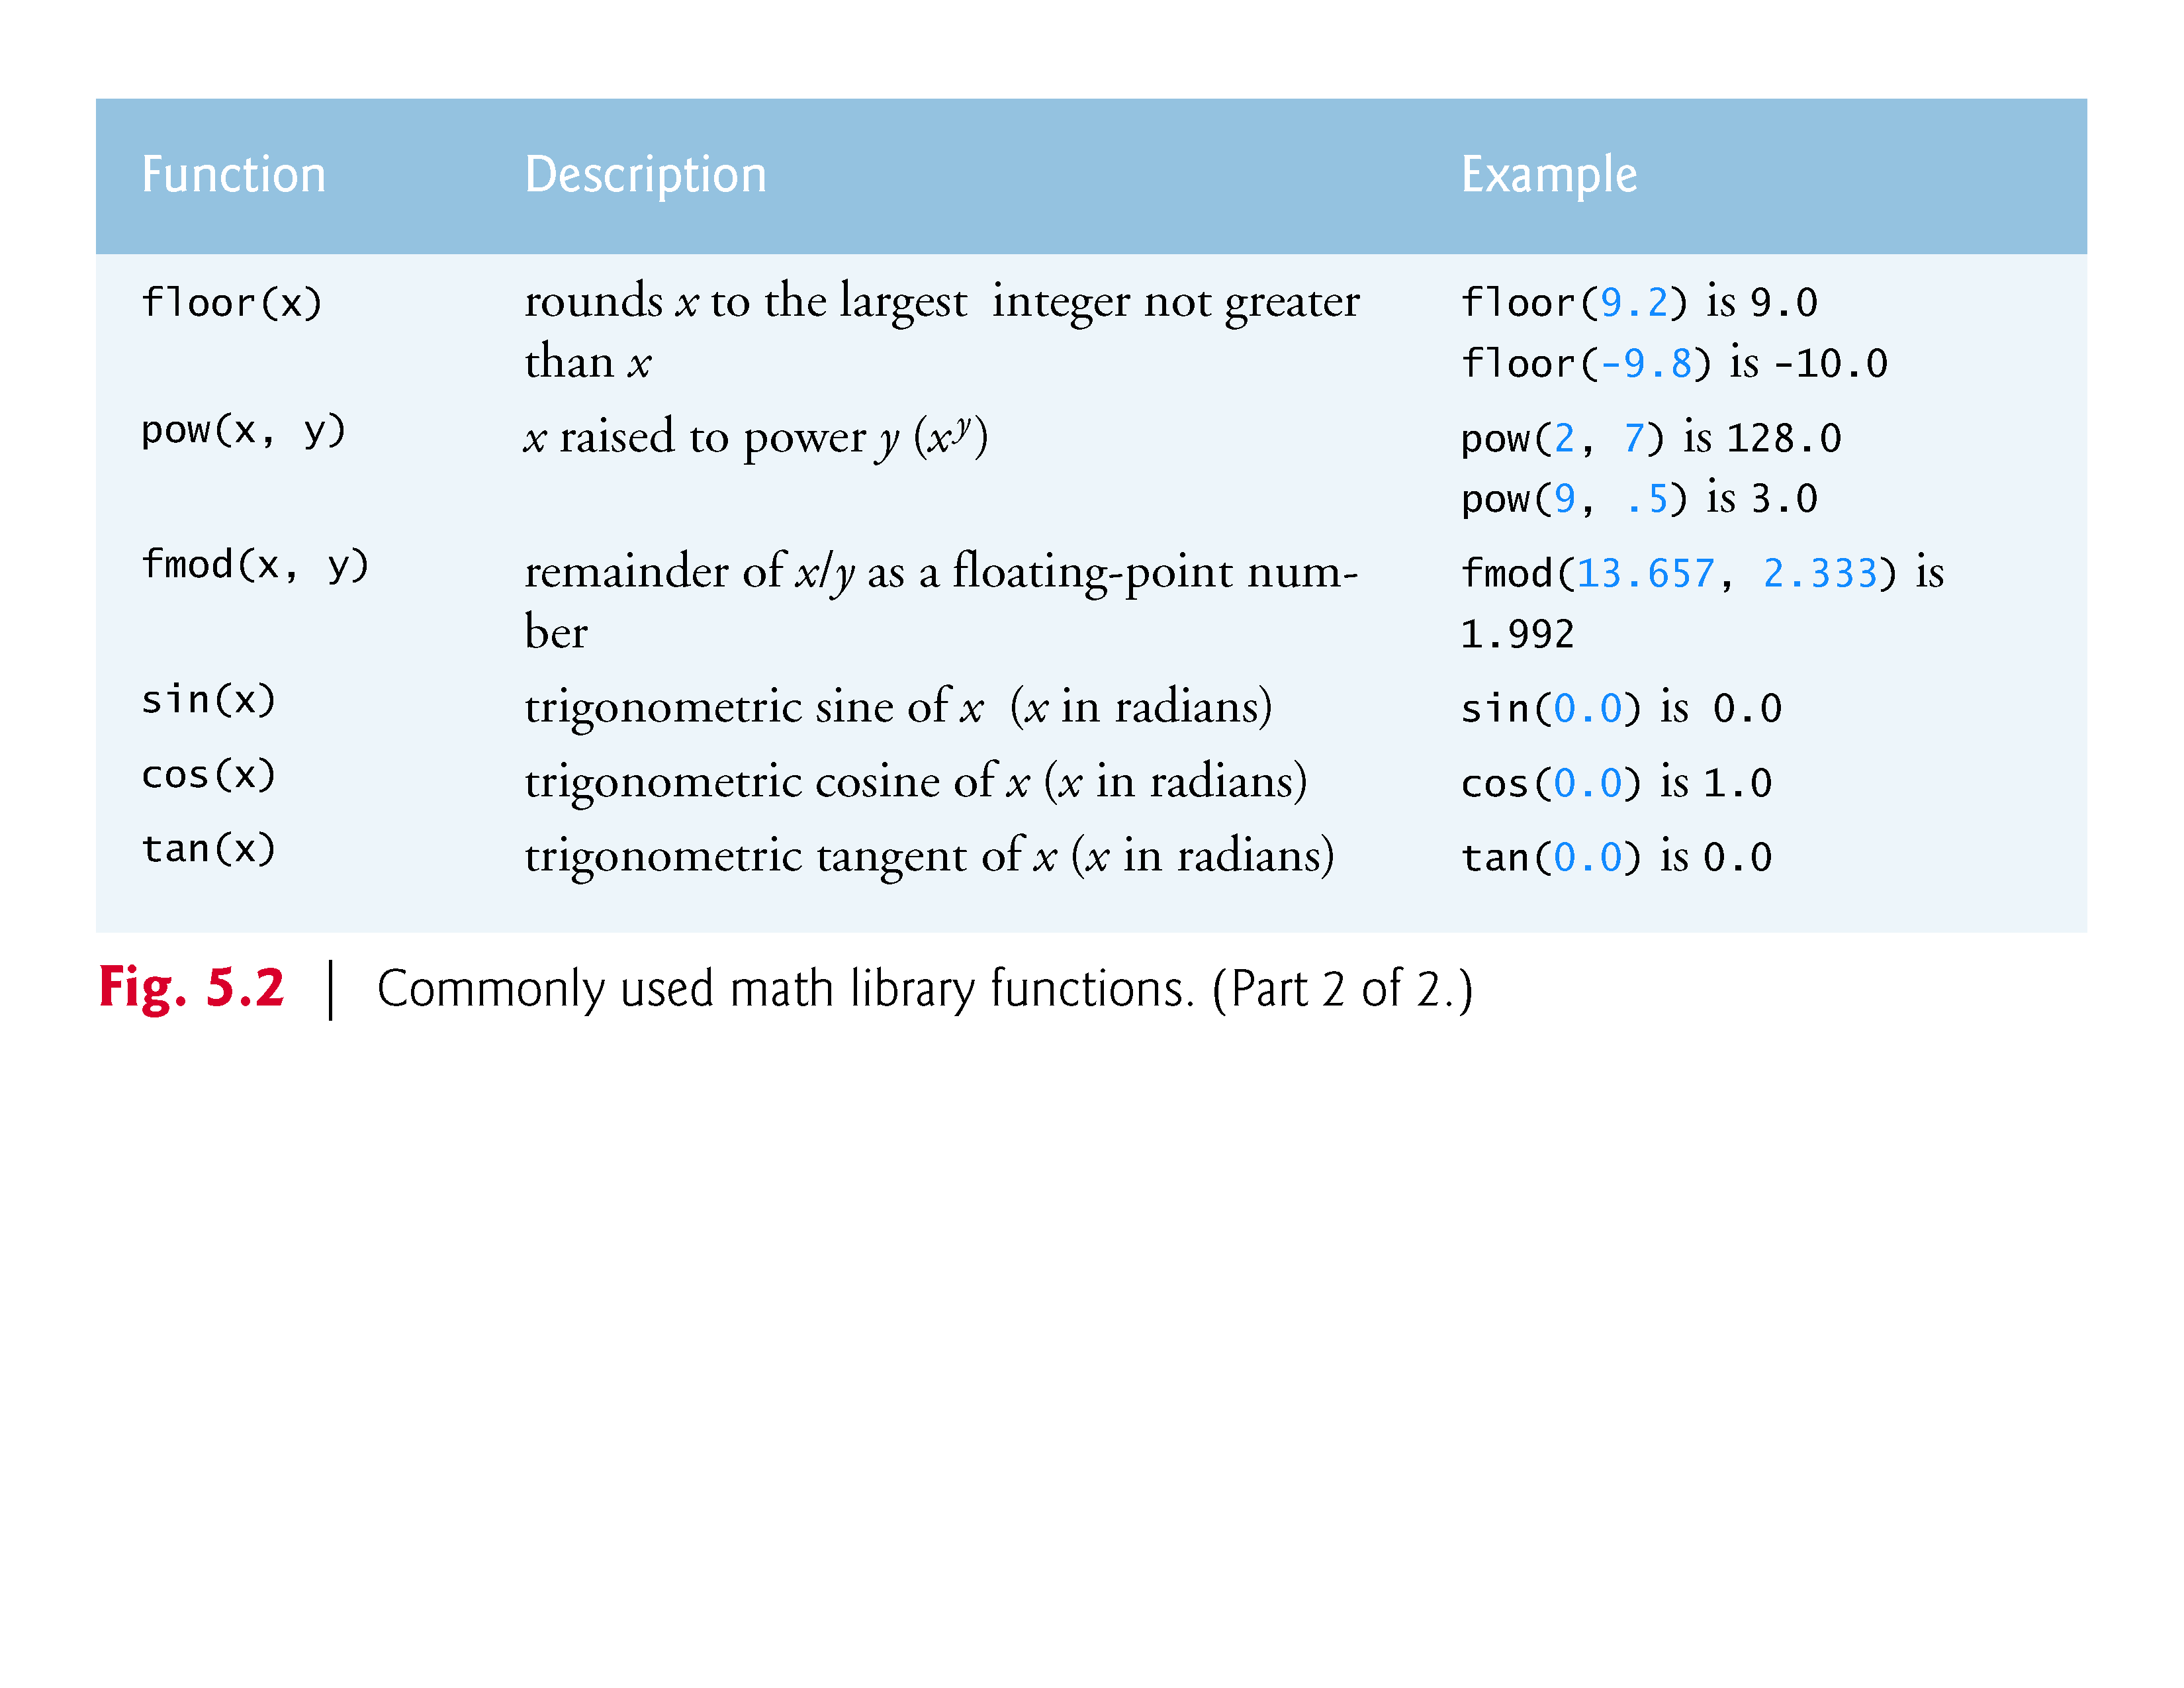 Function Description Example
floor(x) rounds x to the largest integer not greater floor(9.2) is 9.0
than x floor(-9.8) is -10.0
pow(x, y) x raised to power y (xʸ) pow(2, 7) is 128.0
pow(9, .5) is 3.0
fmod(x, y) remainder of x/y as a floating-point num- fmod(13.657, 2.333) is
ber 1.992
sin(x) trigonometric sine of x (x in radians) sin(0.0) is 0.0
cos(x) trigonometric cosine of x (x in radians) cos(0.0) is 1.0
tan(x) trigonometric tangent of x (x in radians) tan(0.0) is 0.0
Fig. 5.2 | Commonly used math library functions. (Part 2 of 2.)